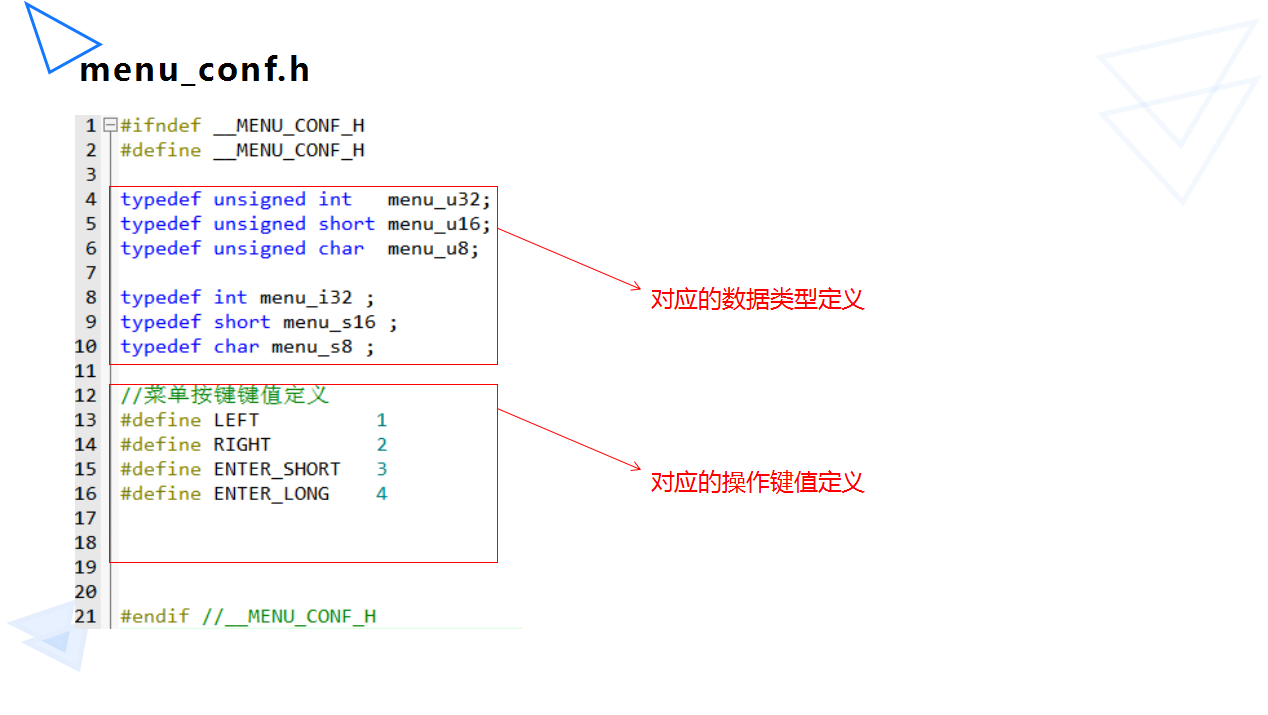 menu_conf.h
1 #ifndef __MENU_CONF_H
2 #define __MENU_CONF_H
3
4 typedef unsigned int   menu_u32;
5 typedef unsigned short menu_u16;
6 typedef unsigned char  menu_u8;
7
8 typedef int menu_i32 ;
9 typedef short menu_s16 ;
10 typedef char menu_s8 ;
11
12 //菜单按键键值定义
13 #define LEFT          1
14 #define RIGHT         2
15 #define ENTER_SHORT   3
16 #define ENTER_LONG    4
17
18
19
20
21 #endif //__MENU_CONF_H
对应的数据类型定义
对应的操作键值定义